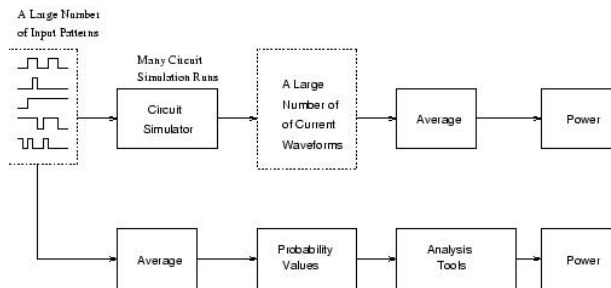 A Large Number
of Input Patterns
Many Circuit
Simulation Runs
Circuit
Simulator
A Large
Number of
of Current
Waveforms
Average
Power
Average
Probability
Values
Analysis
Tools
Power